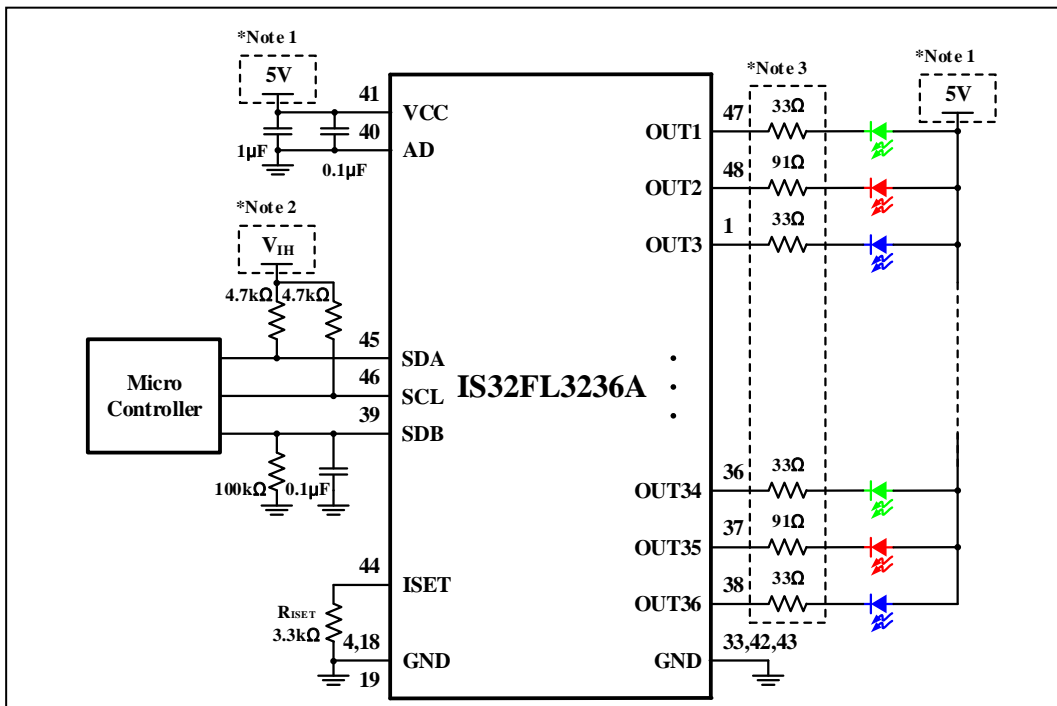 *Note 1
5V
41
VCC
40
AD
1µF
0.1µF
*Note 2
VIH
4.7kΩ 4.7kΩ
45
SDA
46
SCL
39
SDB
Micro
Controller
100kΩ
0.1µF
44
ISET
RISET
3.3kΩ
4,18
GND
19
IS32FL3236A
*Note 3
*Note 1
5V
47
33Ω
OUT1
48
91Ω
OUT2
1
33Ω
OUT3
36
33Ω
OUT34
37
91Ω
OUT35
38
33Ω
OUT36
33,42,43
GND